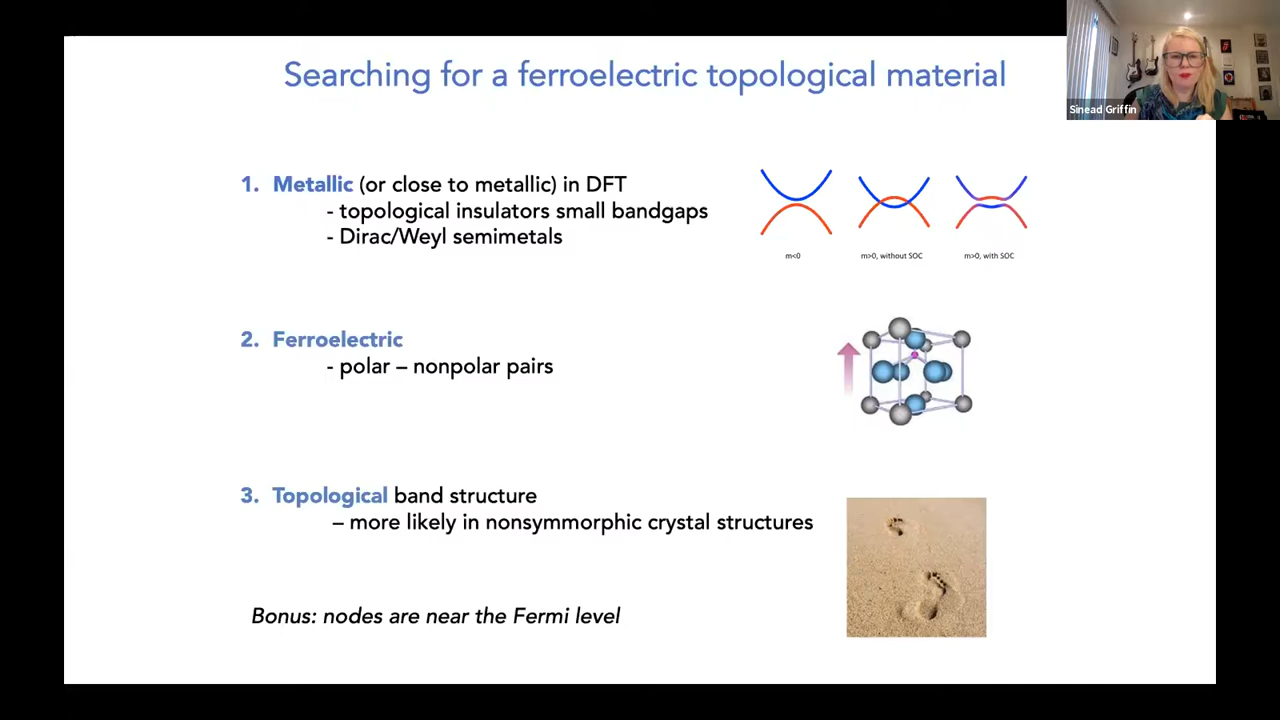 Searching for a ferroelectric topological material
Sinead Griffin
1. Metallic (or close to metallic) in DFT
- topological insulators small bandgaps
- Dirac/Weyl semimetals
m<0
m>0, without SOC
m>0, with SOC
2. Ferroelectric
- polar – nonpolar pairs
3. Topological band structure
– more likely in nonsymmorphic crystal structures
Bonus: nodes are near the Fermi level